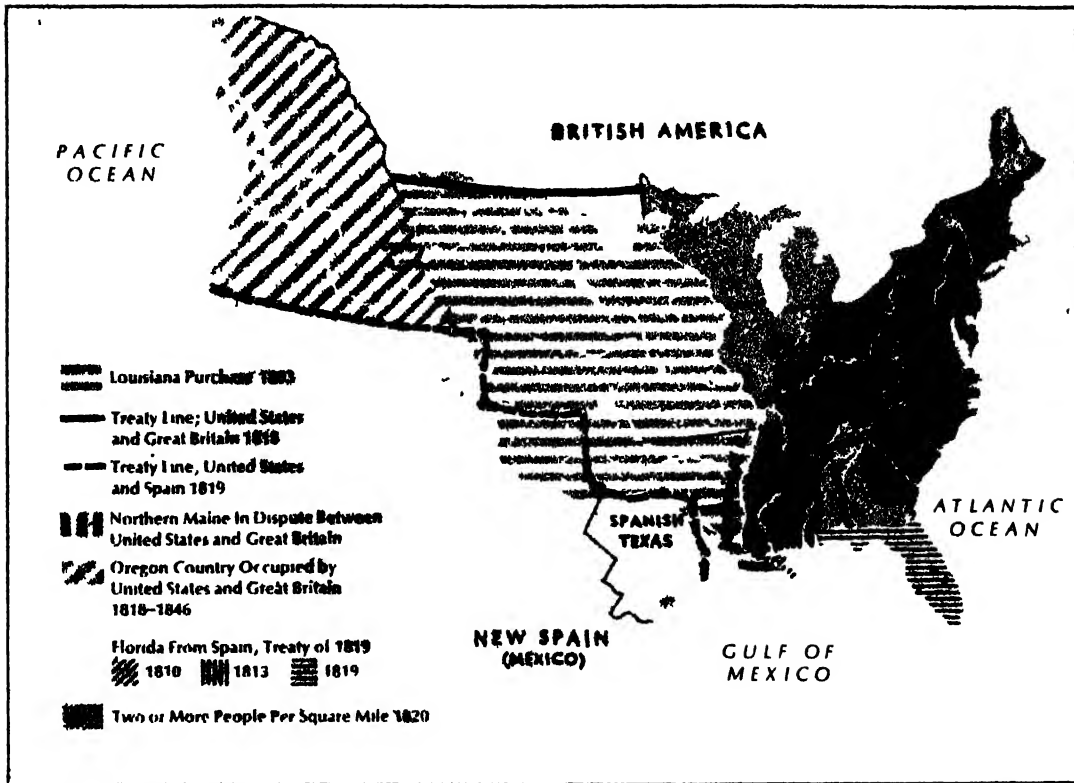 BRITISH AMERICA
PACIFIC
OCEAN
Louisiana Purchase 1803
Treaty Line; United States
and Great Britain 1818
Treaty Line, United States
and Spain 1819
Northern Maine In Dispute Between
United States and Great Britain
Oregon Country Occupied by
United States and Great Britain
1818–1846
Florida From Spain, Treaty of 1819
1810 1813 1819
Two or More People Per Square Mile 1820
SPANISH
TEXAS
NEW SPAIN
(MEXICO)
GULF OF
MEXICO
ATLANTIC
OCEAN